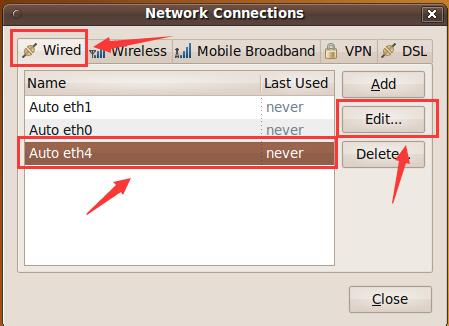 Network Connections
Wired Wireless Mobile Broadband VPN DSL
Name Last Used
Auto eth1 never
Auto eth0 never
Auto eth4 never
Add
Edit...
Delete...
Close